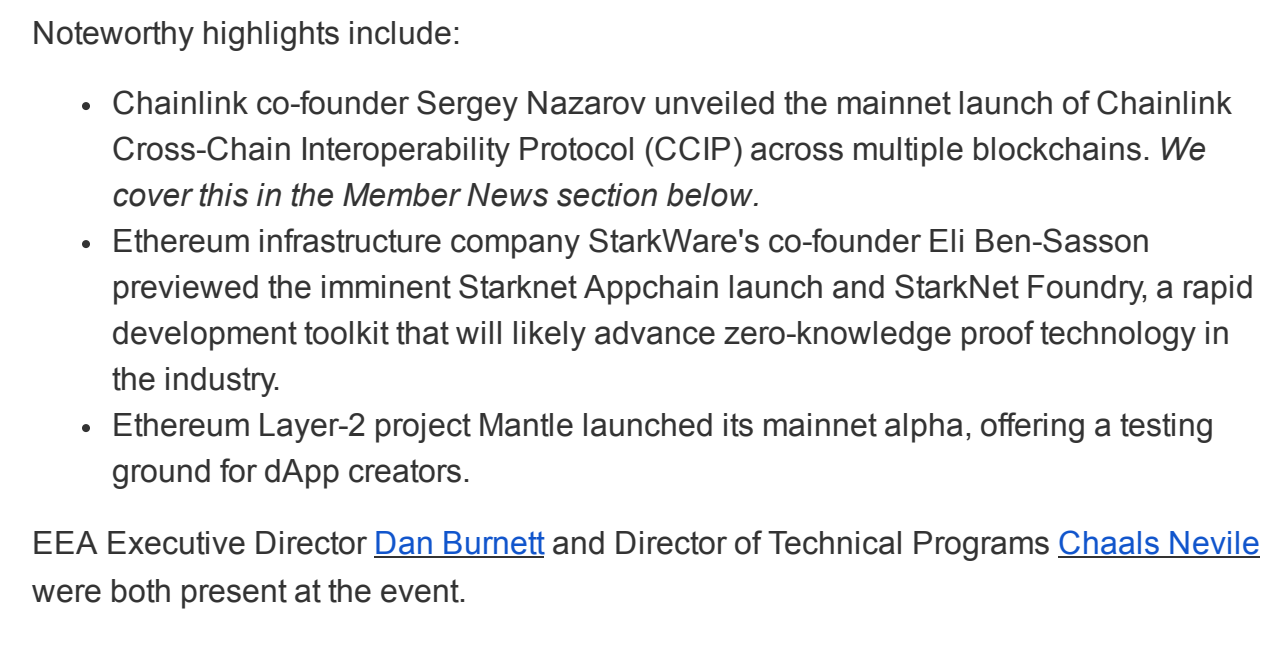 Noteworthy highlights include:
• Chainlink co-founder Sergey Nazarov unveiled the mainnet launch of Chainlink
Cross-Chain Interoperability Protocol (CCIP) across multiple blockchains. We
cover this in the Member News section below.
• Ethereum infrastructure company StarkWare's co-founder Eli Ben-Sasson
previewed the imminent Starknet Appchain launch and StarkNet Foundry, a rapid
development toolkit that will likely advance zero-knowledge proof technology in
the industry.
• Ethereum Layer-2 project Mantle launched its mainnet alpha, offering a testing
ground for dApp creators.
EEA Executive Director Dan Burnett and Director of Technical Programs Chaals Nevile
were both present at the event.